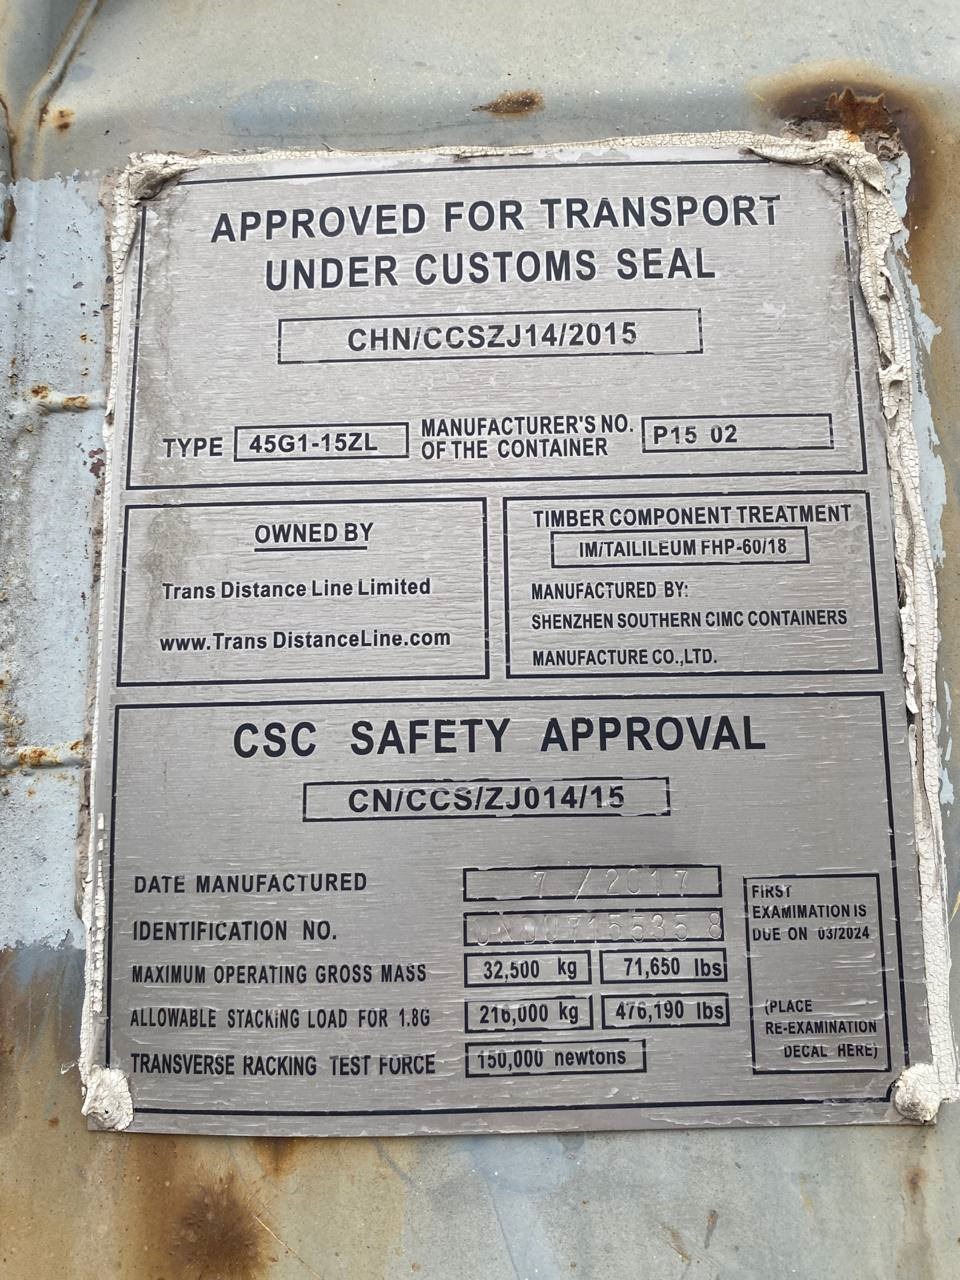 APPROVED FOR TRANSPORT
UNDER CUSTOMS SEAL
CHN/CCSZJ14/2015
TYPE 45G1-15ZL MANUFACTURER'S NO.
OF THE CONTAINER P15 02
OWNED BY
Trans Distance Line Limited
www.Trans DistanceLine.com
TIMBER COMPONENT TREATMENT
IM/TAILILEUM FHP-60/18
MANUFACTURED BY:
SHENZHEN SOUTHERN CIMC CONTAINERS
MANUFACTURE CO.,LTD.
CSC SAFETY APPROVAL
CN/CCS/ZJ014/15
DATE MANUFACTURED 7 / 2017
IDENTIFICATION NO.
MAXIMUM OPERATING GROSS MASS 32,500 kg 71,650 lbs
ALLOWABLE STACKING LOAD FOR 1.8G 216,000 kg 476,190 lbs
TRANSVERSE RACKING TEST FORCE 150,000 newtons
FIRST
EXAMIMATION IS
DUE ON 03/2024
(PLACE
RE-EXAMINATION
DECAL HERE)